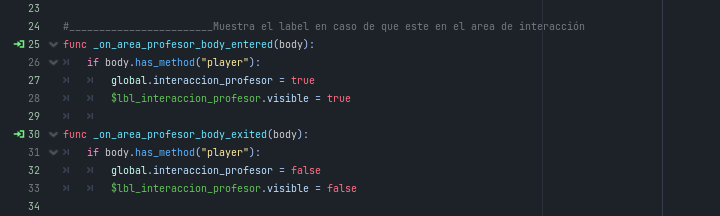 23
24 #________________________Muestra el label en caso de que este en el area de interacción
25 func _on_area_profesor_body_entered(body):
26 if body.has_method("player"):
27 global.interaccion_profesor = true
28 $lbl_interaccion_profesor.visible = true
29
30 func _on_area_profesor_body_exited(body):
31 if body.has_method("player"):
32 global.interaccion_profesor = false
33 $lbl_interaccion_profesor.visible = false
34